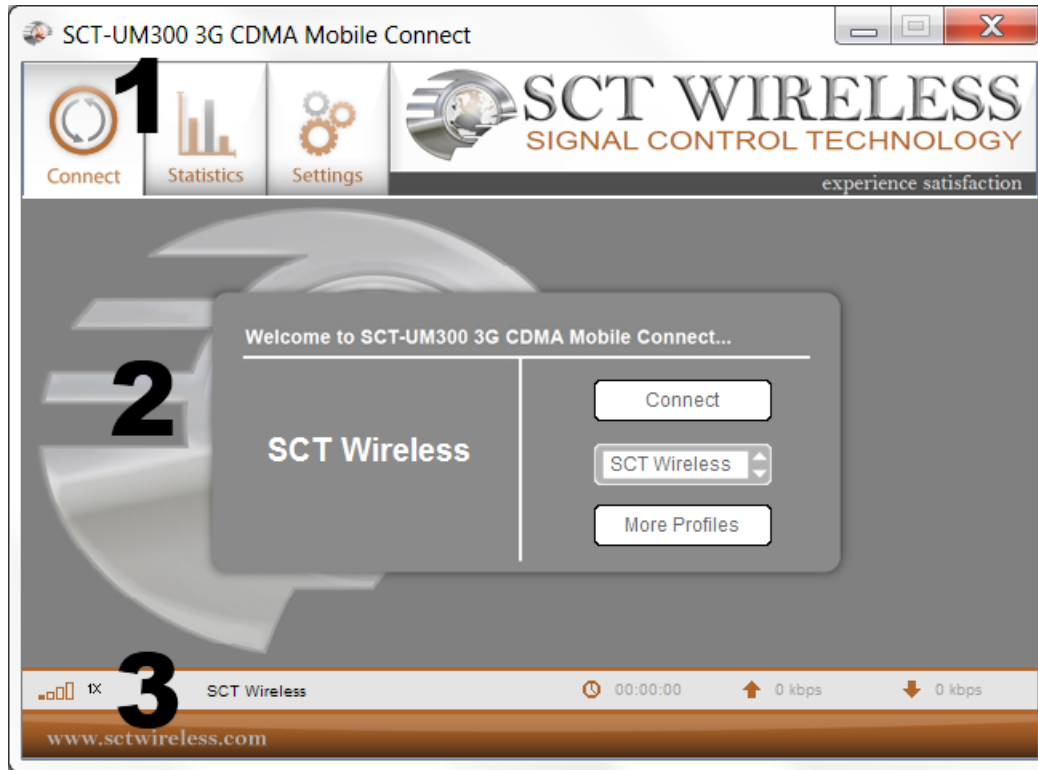 SCT-UM300 3G CDMA Mobile Connect
1
Connect
Statistics
Settings
SCT WIRELESS
SIGNAL CONTROL TECHNOLOGY
experience satisfaction
Welcome to SCT-UM300 3G CDMA Mobile Connect...
2
SCT Wireless
Connect
SCT Wireless
More Profiles
3
1X
SCT Wireless
00:00:00
0 kbps
0 kbps
www.sctwireless.com